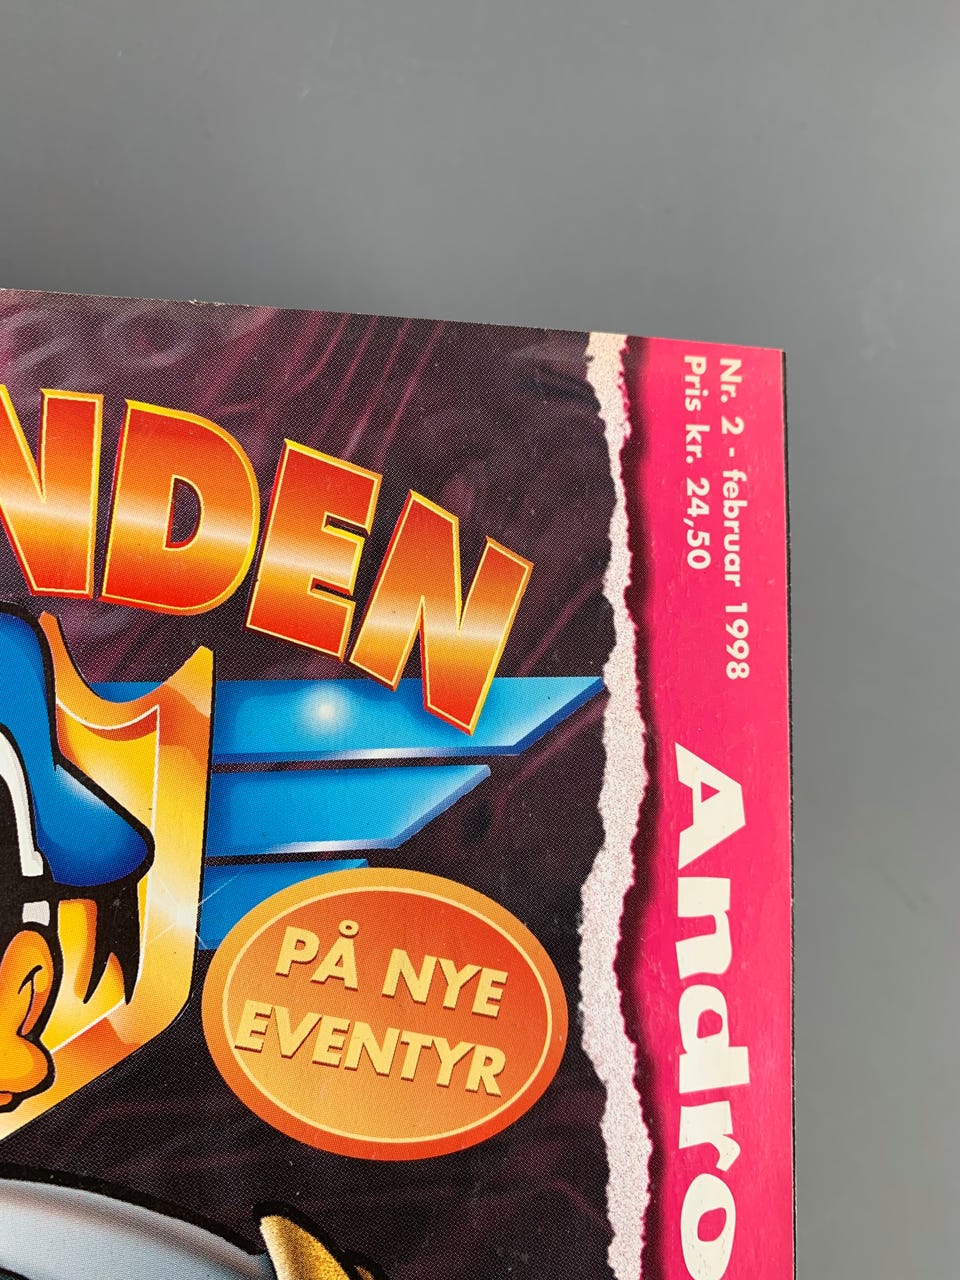 NDEN
PÅ NYE
EVENTYR
Nr. 2 - februar 1998
Pris kr. 24,50
Andro